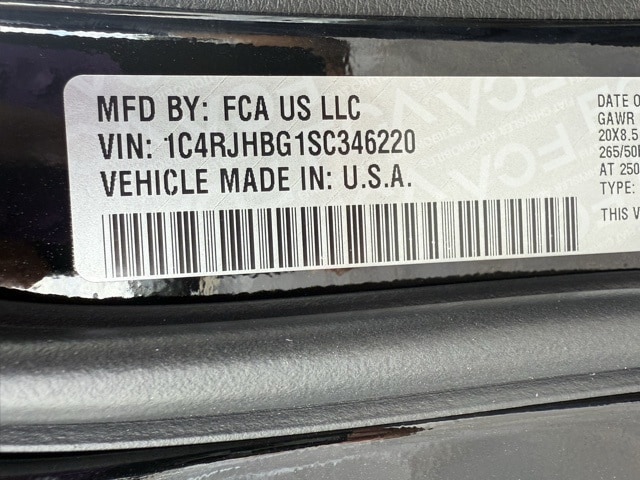 MFD BY: FCA US LLC
VIN: 1C4RJHBG1SC346220
VEHICLE MADE IN: U.S.A.
DATE O
GAWR
20X8.5
265/50
AT 250
TYPE:
THIS V